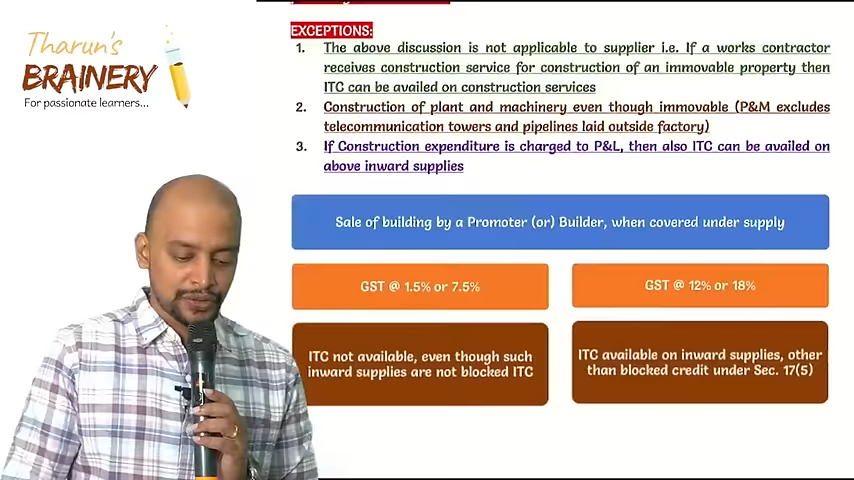 Tharun's
BRAINERY
For passionate learners...
EXCEPTIONS:
1. The above discussion is not applicable to supplier i.e. If a works contractor
receives construction service for construction of an immovable property then
ITC can be availed on construction services
2. Construction of plant and machinery even though immovable (P&M excludes
telecommunication towers and pipelines laid outside factory)
3. If Construction expenditure is charged to P&L, then also ITC can be availed on
above inward supplies
Sale of building by a Promoter (or) Builder, when covered under supply
GST @ 1.5% or 7.5%
GST @ 12% or 18%
ITC not available, even though such
inward supplies are not blocked ITC
ITC available on inward supplies, other
than blocked credit under Sec. 17(5)